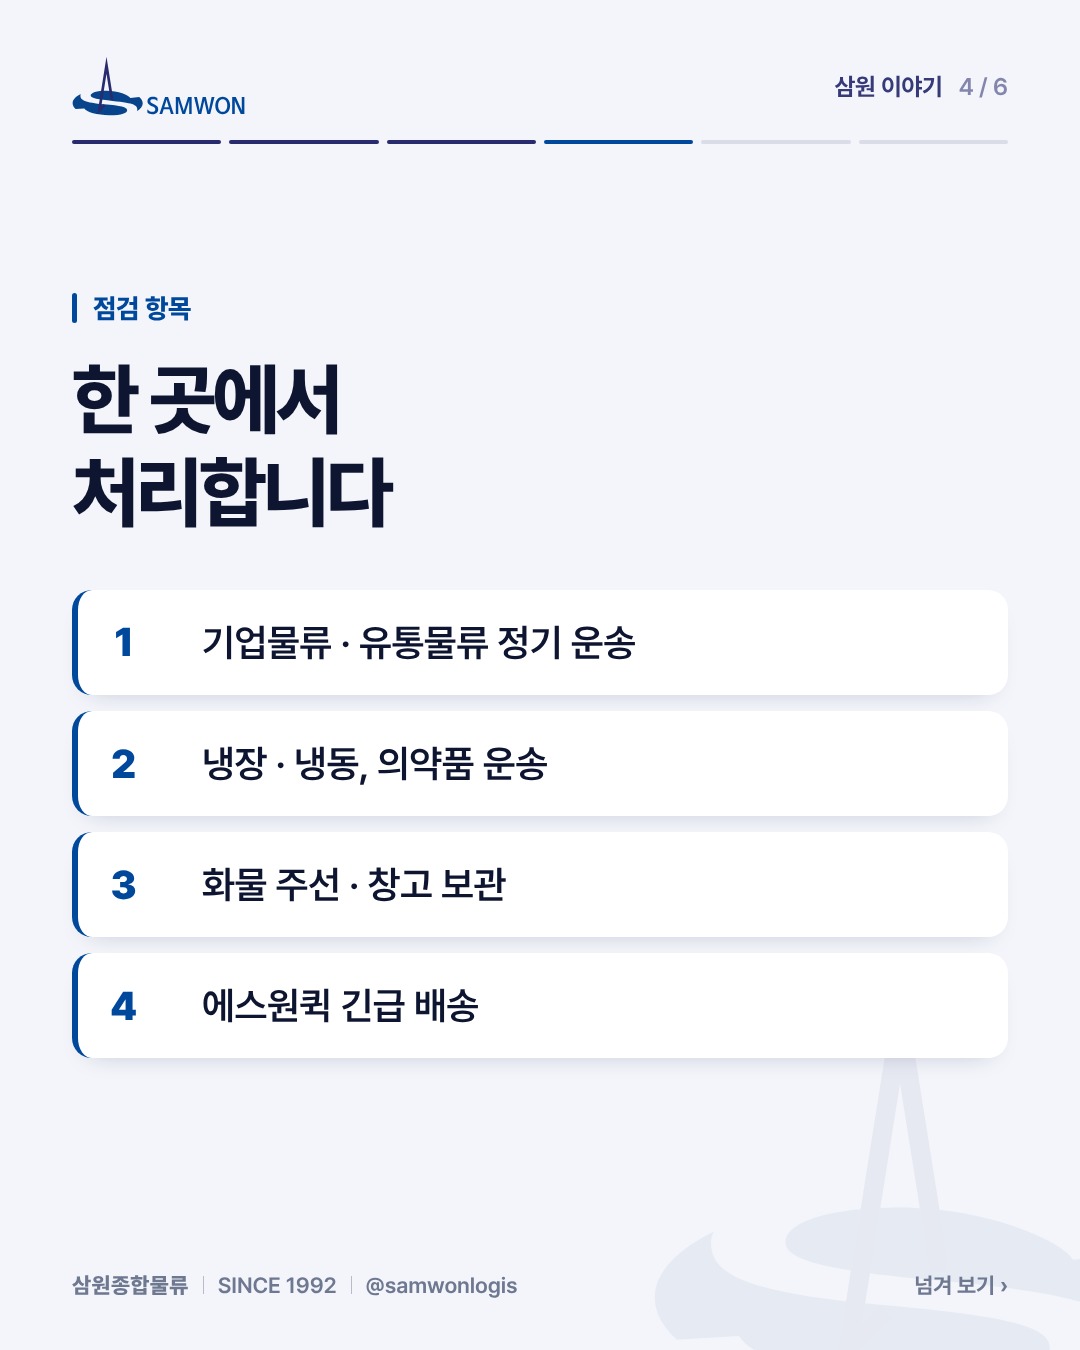 SAMWON
삼원 이야기 4 / 6
점검 항목
한 곳에서
처리합니다
1 기업물류 · 유통물류 정기 운송
2 냉장 · 냉동, 의약품 운송
3 화물 주선 · 창고 보관
4 에스원퀵 긴급 배송
삼원종합물류 | SINCE 1992 | @samwonlogis
넘겨 보기 ›